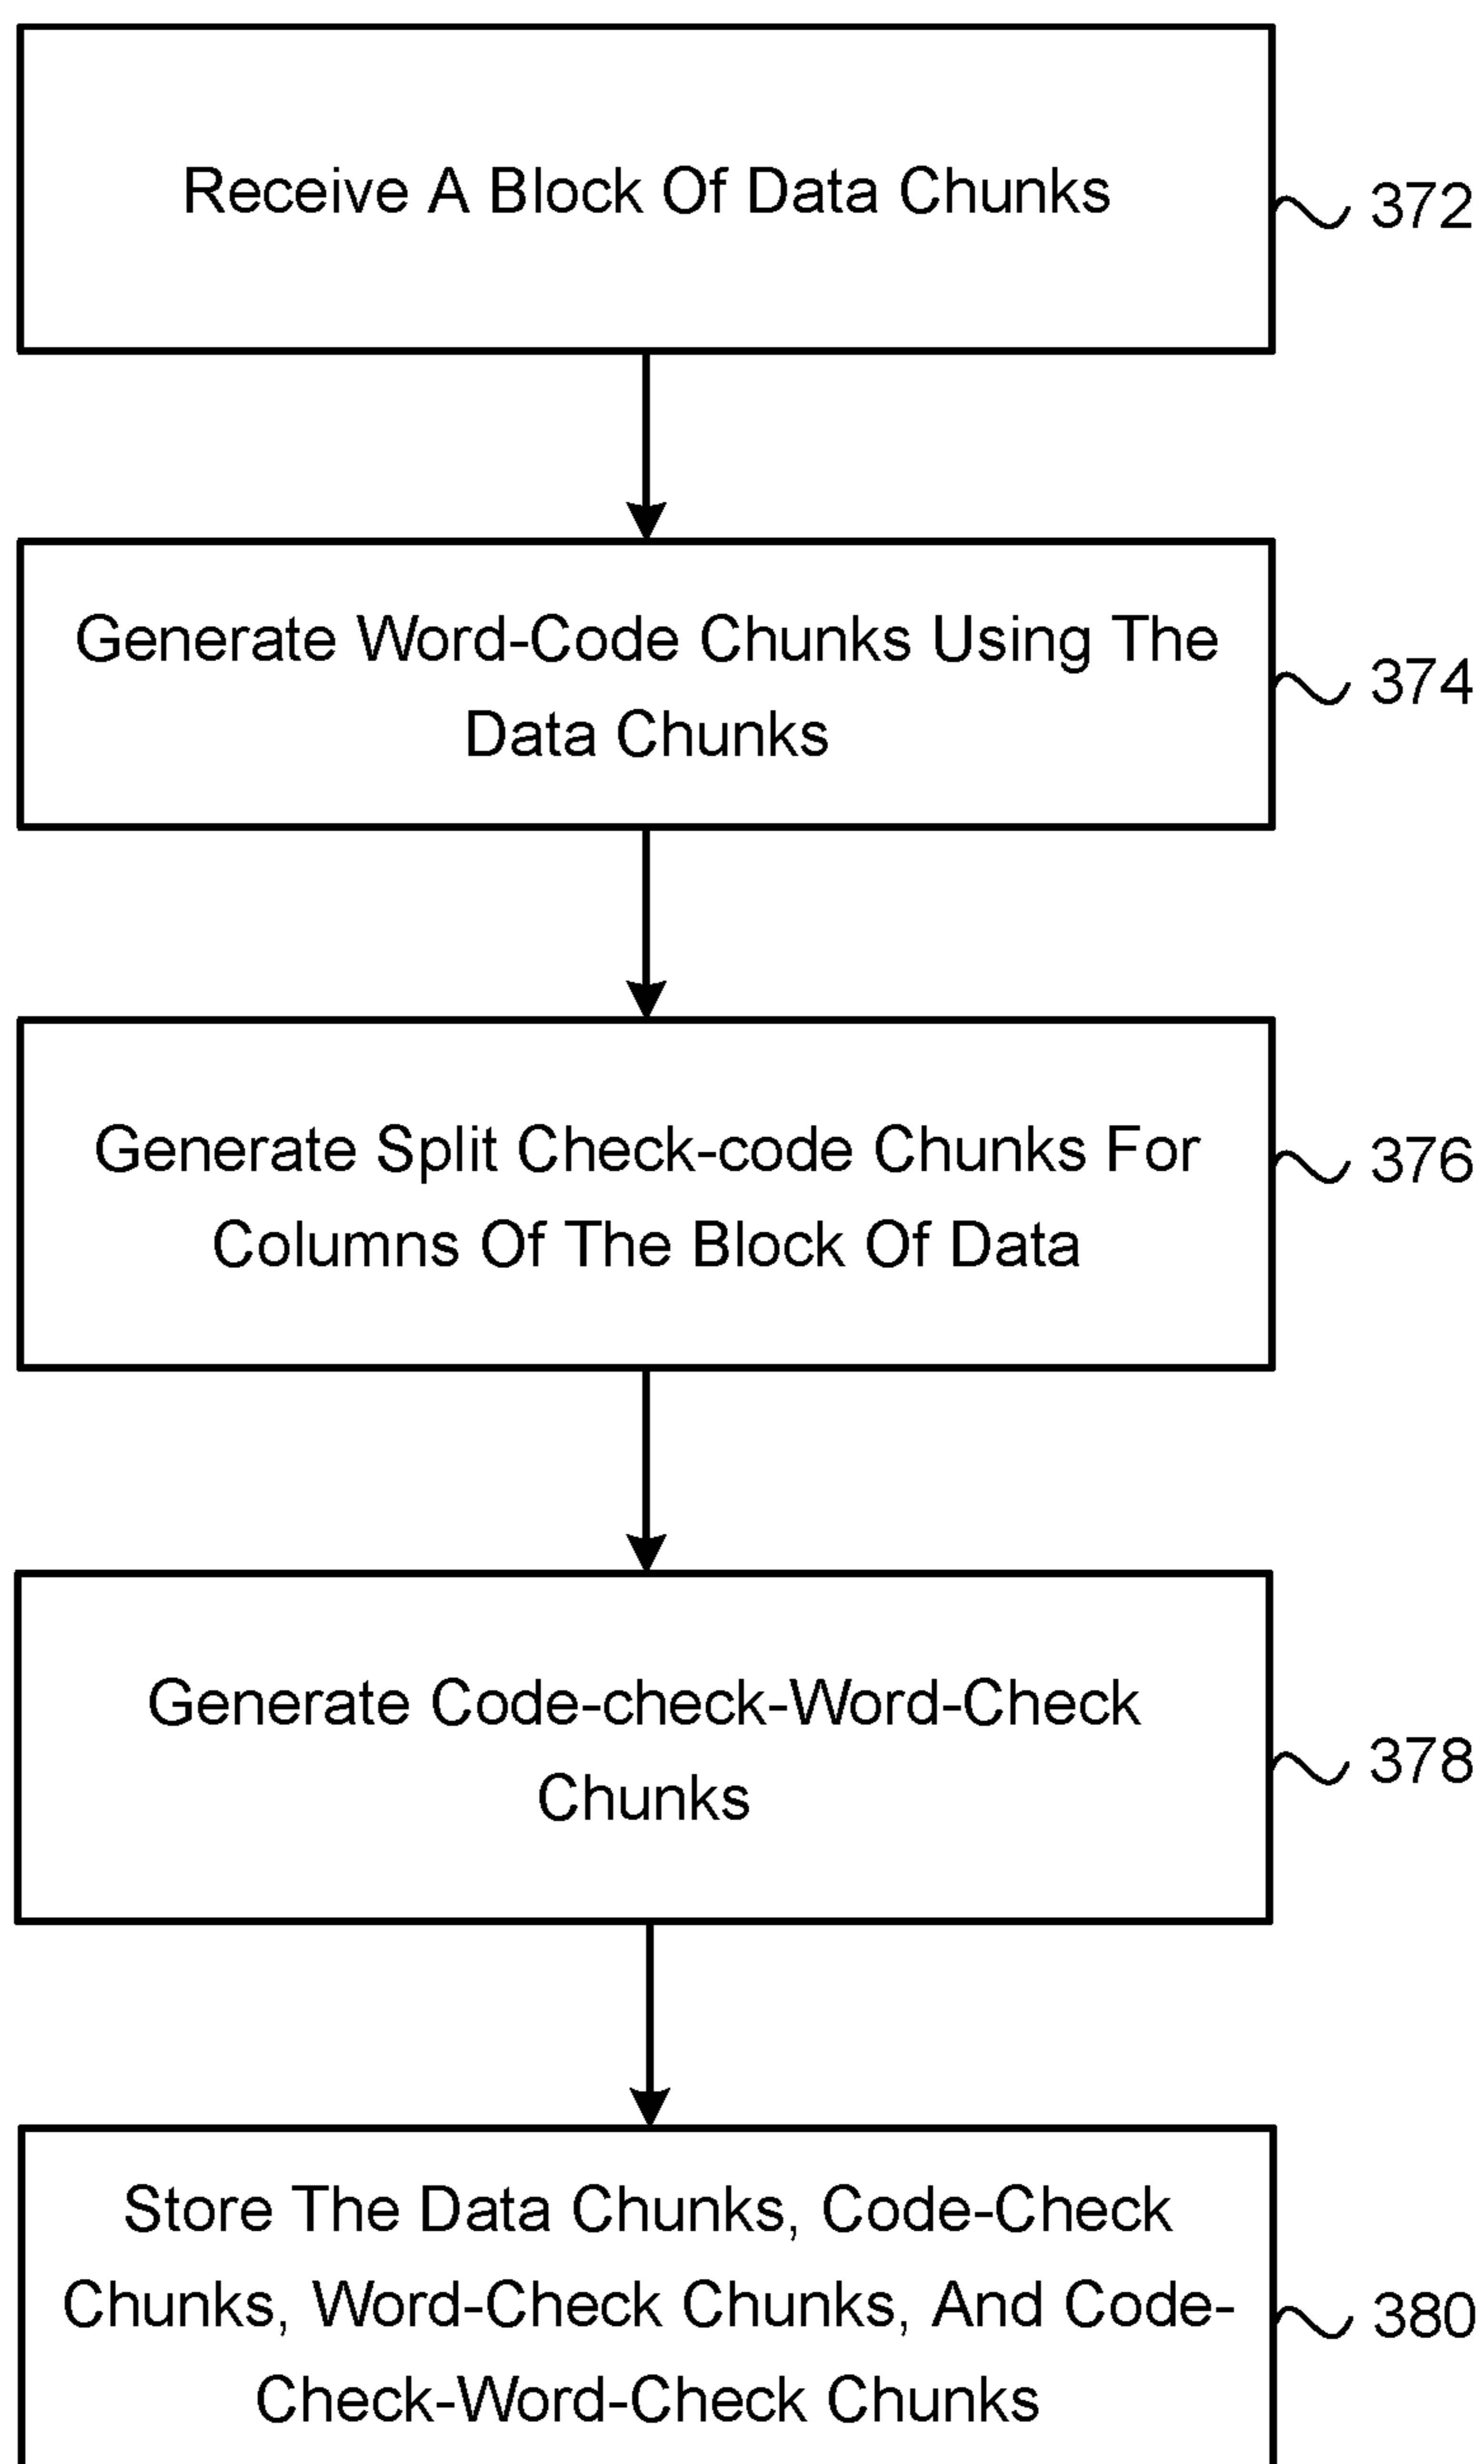 Receive A Block Of Data Chunks
372
Generate Word-Code Chunks Using The
Data Chunks
374
Generate Split Check-code Chunks For
Columns Of The Block Of Data
376
Generate Code-check-Word-Check
Chunks
378
Store The Data Chunks, Code-Check
Chunks, Word-Check Chunks, And Code-
Check-Word-Check Chunks
380